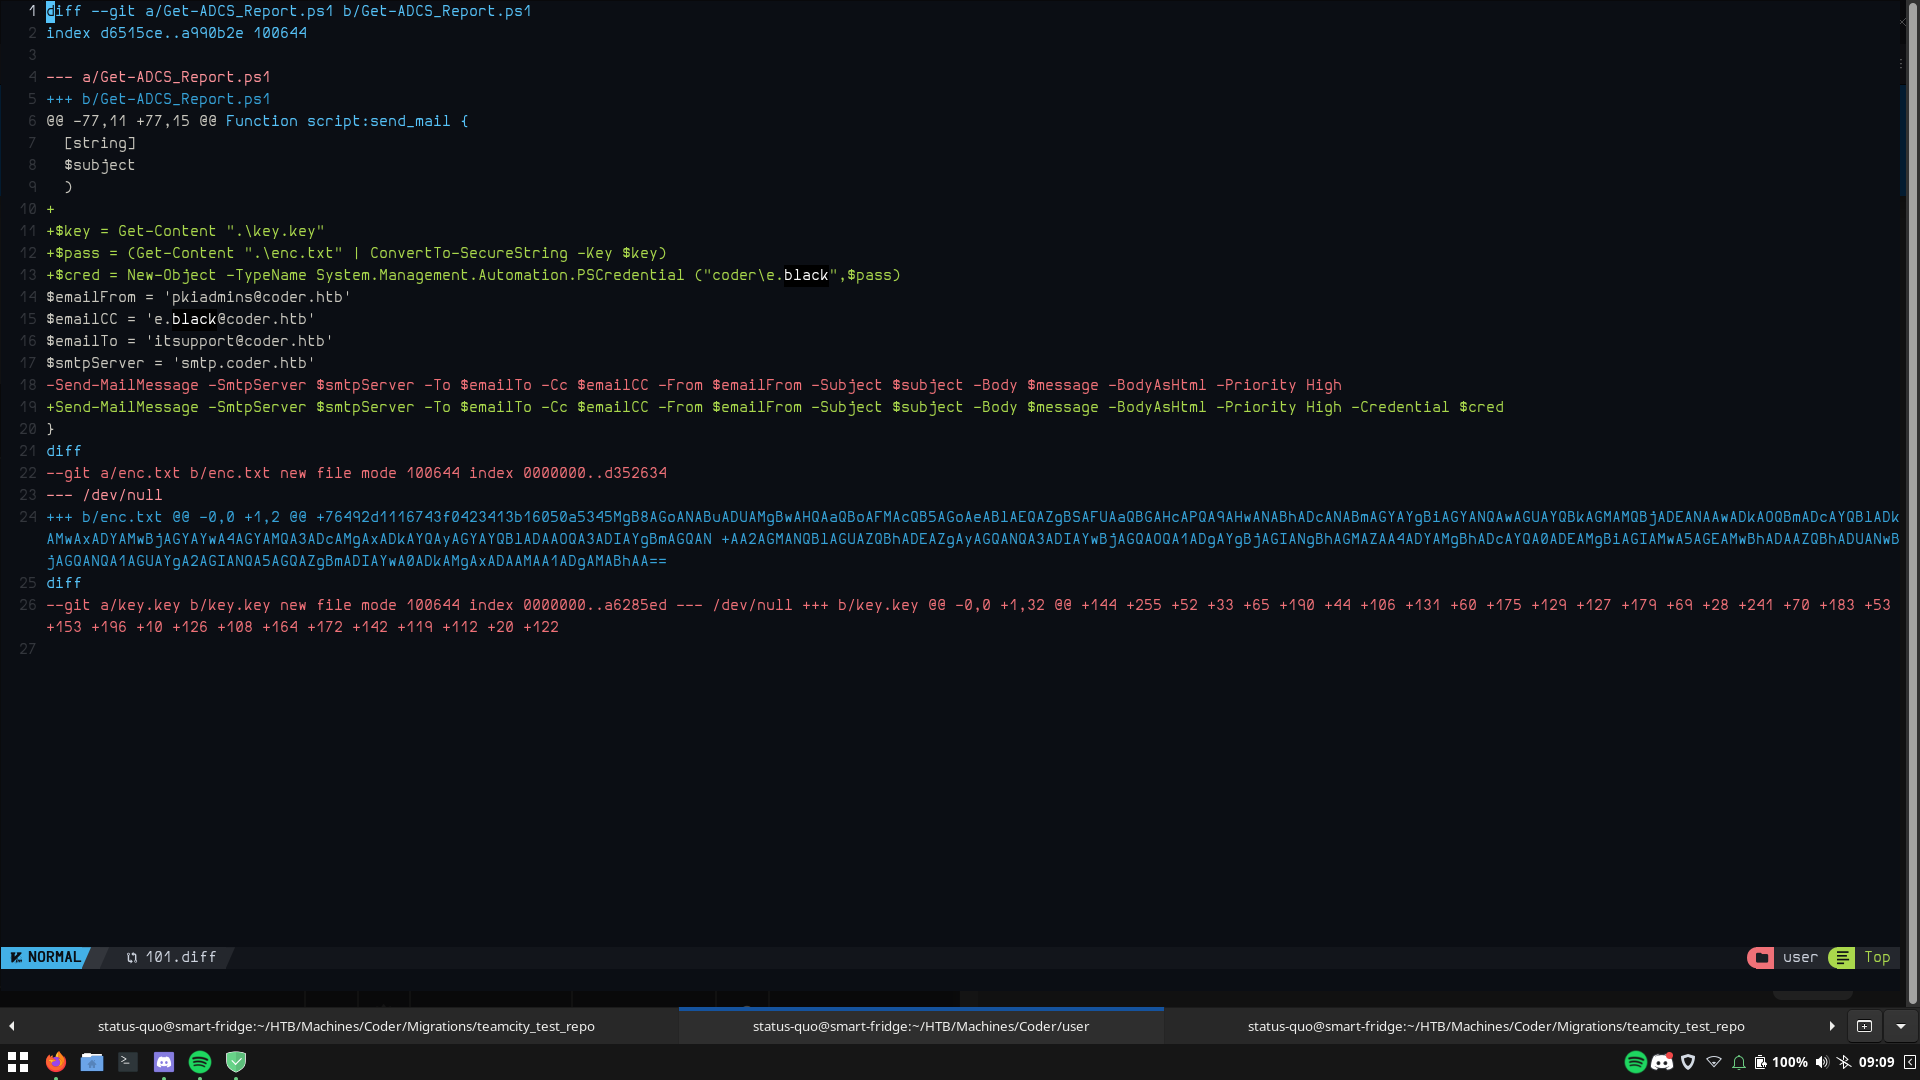 1 diff --git a/Get-ADCS_Report.ps1 b/Get-ADCS_Report.ps1
2 index d6515ce..a990b2e 100644
3
4 --- a/Get-ADCS_Report.ps1
5 +++ b/Get-ADCS_Report.ps1
6 @@ -77,11 +77,15 @@ Function script:send_mail {
7 [string]
8 $subject
9 )
10 +
11 +$key = Get-Content ".\key.key"
12 +$pass = (Get-Content ".\enc.txt" | ConvertTo-SecureString -Key $key)
13 +$cred = New-Object -TypeName System.Management.Automation.PSCredential ("coder\e.black",$pass)
14 $emailFrom = 'pkiadmins@coder.htb'
15 $emailCC = 'e.black@coder.htb'
16 $emailTo = 'itsupport@coder.htb'
17 $smtpServer = 'smtp.coder.htb'
18 -Send-MailMessage -SmtpServer $smtpServer -To $emailTo -Cc $emailCC -From $emailFrom -Subject $subject -Body $message -BodyAsHtml -Priority High
19 +Send-MailMessage -SmtpServer $smtpServer -To $emailTo -Cc $emailCC -From $emailFrom -Subject $subject -Body $message -BodyAsHtml -Priority High -Credential $cred
20 }
21 diff
22 --git a/enc.txt b/enc.txt new file mode 100644 index 0000000..d352634
23 --- /dev/null
24 +++ b/enc.txt @@ -0,0 +1,2 @@ +76492d1116743f0423413b16050a5345MgB8AGoANABuADUAMgBwAHQAaQBoAFMAcQB5AGoAeABlAEQAZgBSAFUAaQBGAHcAPQA9AHwANABhADcANABmAGYAYgBiAGYANQAwAGUAYQBkAGMAMQBjADEANAAwADkAOQBmADcAYQBlADk
AMwAxADYAMwBjAGYAYwA4AGYAMQA3ADcAMgAxADkAYQAyAGYAYQBlADAAOQA3ADIAYgBmAGQAN +AA2AGMANQBlAGUAZQBhADEAZgAyAGQANQA3ADIAYwBjAGQAOQA1ADgAYgBjAGIANgBhAGMAZAA4ADYAMgBhADcAYQA0ADEAMgBiAGIAMwA5AGEAMwBhADAAZQBhADUANwB
jAGQANQA1AGUAYgA2AGIANQA5AGQAZgBmADIAYwA0ADkAMgAxADAAMAA1ADgAMABhAA==
25 diff
26 --git a/key.key b/key.key new file mode 100644 index 0000000..a6285ed --- /dev/null +++ b/key.key @@ -0,0 +1,32 @@ +144 +255 +52 +33 +65 +190 +44 +106 +131 +60 +175 +129 +127 +179 +69 +28 +241 +70 +183 +53
+153 +196 +10 +126 +108 +164 +172 +142 +119 +112 +20 +122
27
NORMAL 101.diff user Top
status-quo@smart-fridge:~/HTB/Machines/Coder/Migrations/teamcity_test_repo status-quo@smart-fridge:~/HTB/Machines/Coder/user status-quo@smart-fridge:~/HTB/Machines/Coder/Migrations/teamcity_test_repo
100% 09:09